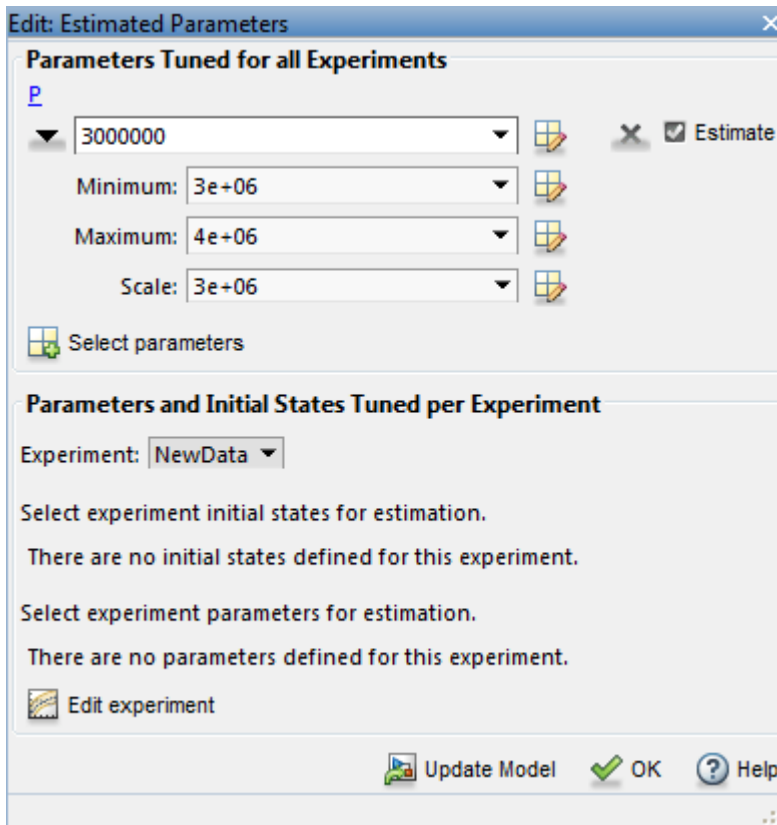 Edit: Estimated Parameters
Parameters Tuned for all Experiments
P
3000000 Estimate
Minimum: 3e+06
Maximum: 4e+06
Scale: 3e+06
Select parameters
Parameters and Initial States Tuned per Experiment
Experiment: NewData
Select experiment initial states for estimation.
There are no initial states defined for this experiment.
Select experiment parameters for estimation.
There are no parameters defined for this experiment.
Edit experiment
Update Model OK Help